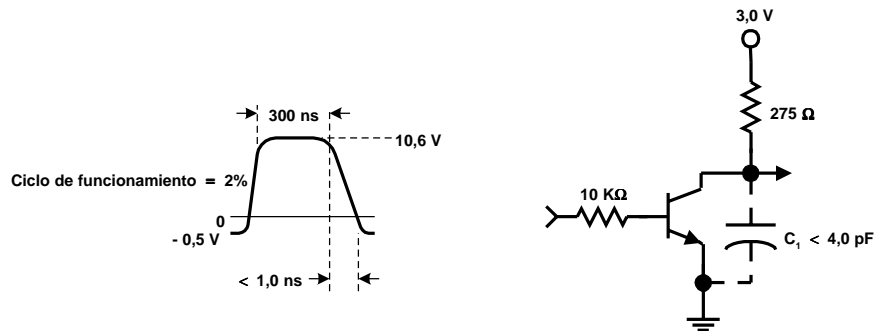 300 ns
10,6 V
Ciclo de funcionamiento = 2%
0
- 0,5 V
< 1,0 ns
3,0 V
275 Ω
10 KΩ
C₁ < 4,0 pF